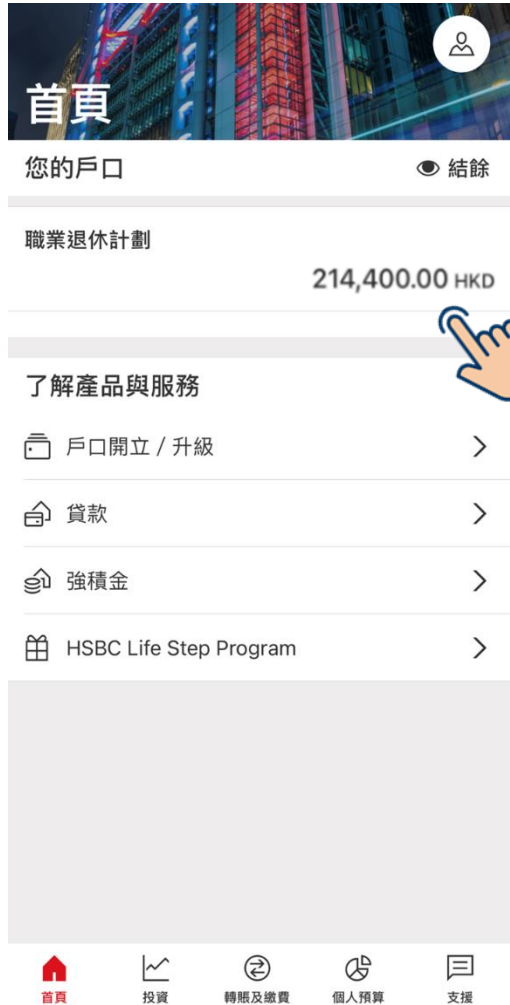 首頁
您的戶口
結餘
職業退休計劃
214,400.00 HKD
了解產品與服務
戶口開立 / 升級
貸款
強積金
HSBC Life Step Program
首頁
投資
轉賬及繳費
個人預算
支援